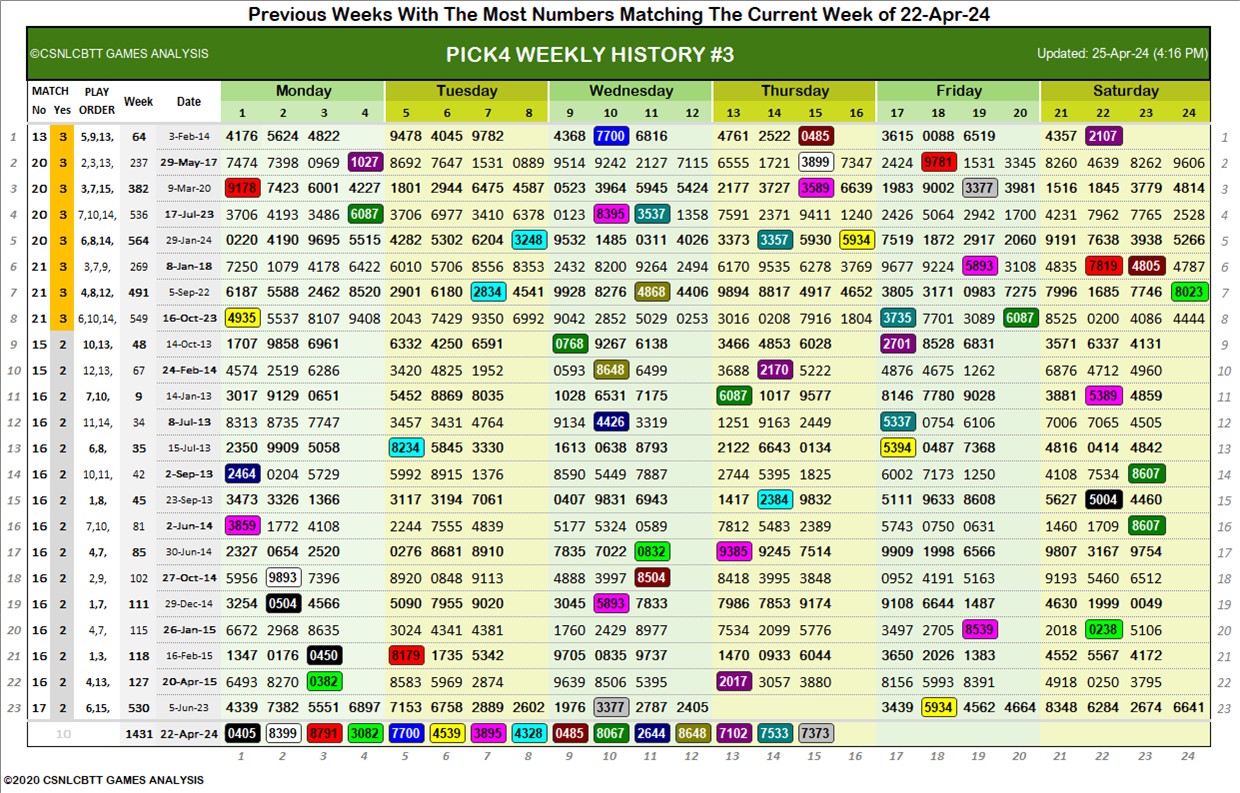 Previous Weeks With The Most Numbers Matching The Current Week of 22-Apr-24
©CSNLCBTT GAMES ANALYSIS PICK4 WEEKLY HISTORY #3 Updated: 25-Apr-24 (4:16 PM)
MATCH PLAY Week Date Monday Tuesday Wednesday Thursday Friday Saturday
No Yes ORDER 1 2 3 4 5 6 7 8 9 10 11 12 13 14 15 16 17 18 19 20 21 22 23 24
1 13 3 5,9,13, 64 3-Feb-14 4176 5624 4822 9478 4045 9782 4368 7700 6816 4761 2522 0485 3615 0088 6519 4357 2107 1
2 20 3 2,3,13, 237 29-May-17 7474 7398 0969 1027 8692 7647 1531 0889 9514 9242 2127 7115 6555 1721 3899 7347 2424 9781 1531 3345 8260 4639 8262 9606 2
3 20 3 3,7,15, 382 9-Mar-20 9178 7423 6001 4227 1801 2944 6475 4587 0523 3964 5945 5424 2177 3727 3589 6639 1983 9002 3377 3981 1516 1845 3779 4814 3
4 20 3 7,10,14, 536 17-Jul-23 3706 4193 3486 6087 3706 6977 3410 6378 0123 8395 3537 1358 7591 2371 9411 1240 2426 5064 2942 1700 4231 7962 7765 2528 4
5 20 3 6,8,14, 564 29-Jan-24 0220 4190 9695 5515 4282 5302 6204 3248 9532 1485 0311 4026 3373 3357 5930 5934 7519 1872 2917 2060 9191 7638 3938 5266 5
6 21 3 3,7,9, 269 8-Jan-18 7250 1075 4178 6422 6010 5706 8556 8353 2432 8200 9264 2494 6170 9535 6278 3769 9677 9224 5893 3108 4835 7819 4805 4787 6
7 21 3 4,8,12, 491 5-Sep-22 6187 5582 2462 8520 2901 6180 2834 4541 9928 8276 4868 4406 9894 8817 4917 4652 3805 3171 0983 7275 7996 1685 7746 8023 7
8 21 3 6,10,14, 549 16-Oct-23 4935 5537 8107 9408 2043 7429 9350 6992 9042 2852 5029 0253 3016 0208 7916 1804 3735 7701 3089 6087 8525 0200 4086 4444 8
9 15 2 10,13, 48 14-Oct-13 1707 9858 6961 6332 4250 6591 0768 9267 6138 3466 4853 6028 2701 8528 6831 3571 6337 4131 9
10 15 2 12,13, 67 24-Feb-14 4574 2519 6286 3420 4825 1952 0593 8648 6499 3688 2170 5222 4876 4675 1262 6876 4712 4960 10
11 16 2 7,10, 9 14-Jan-13 3017 9129 0651 5452 8869 8035 1028 6531 7175 6087 1017 9577 8146 7780 9028 3881 5389 4859 11
12 16 2 11,14, 34 8-Jul-13 8313 8735 7747 3457 3431 4764 9134 4426 3319 1251 9163 2449 5337 0754 6106 7006 7065 4505 12
13 16 2 6,8, 35 15-Jul-13 2350 9909 5058 8234 5845 3330 1613 0638 8793 2122 6643 0134 5394 0487 7368 4816 0414 4842 13
14 16 2 10,11, 42 2-Sep-13 2464 0204 5729 5992 8915 1376 8590 5449 7887 2744 5395 1825 6002 7173 1250 4108 7534 8607 14
15 16 2 1,8, 45 23-Sep-13 3473 3326 1366 3117 3194 7061 0407 9831 6943 1417 2384 9832 5111 9633 8608 5627 5004 4460 15
16 16 2 7,10, 81 2-Jun-14 3859 1772 4108 2244 7555 4839 5177 5324 0589 7812 5483 2389 5743 0750 0631 1460 1709 8607 16
17 16 2 4,7, 85 30-Jun-14 2327 0654 2520 0276 8681 8910 7835 7022 0832 9385 9245 7514 9909 1998 6566 9807 3167 9754 17
18 16 2 2,9, 102 27-Oct-14 5956 9893 7396 8920 0848 9113 4888 3997 8504 8418 3995 3848 0952 4191 5163 9193 5460 6512 18
19 16 2 1,7, 111 29-Dec-14 3254 0504 4566 5090 7955 9020 3045 5893 7833 7986 7853 9174 9108 6644 1487 4630 1999 0049 19
20 16 2 4,7, 115 26-Jan-15 6672 2968 8635 3024 4341 4381 1760 2429 8977 7534 2099 5776 3497 2705 8539 2018 0238 5106 20
21 16 2 1,3, 118 16-Feb-15 1347 0176 0450 8179 1735 5342 9705 0835 9737 1470 0933 6044 3650 2026 1383 4552 5567 4172 21
22 16 2 4,13, 127 20-Apr-15 6493 8270 0382 8583 5969 2874 9639 8506 5395 2017 3057 3880 8156 5993 8391 4918 0250 3795 22
23 17 2 6,15, 530 5-Jun-23 4339 7382 5551 6897 7153 6758 2889 2602 1976 3377 2787 2405 3439 5934 4562 4664 8348 6284 2674 6641 23
10 1431 22-Apr-24 0405 8399 8791 3082 7700 4539 3895 4328 0485 8067 2644 8648 7102 7533 7373
1 2 3 4 5 6 7 8 9 10 11 12 13 14 15 16 17 18 19 20 21 22 23 24
©2020 CSNLCBTT GAMES ANALYSIS